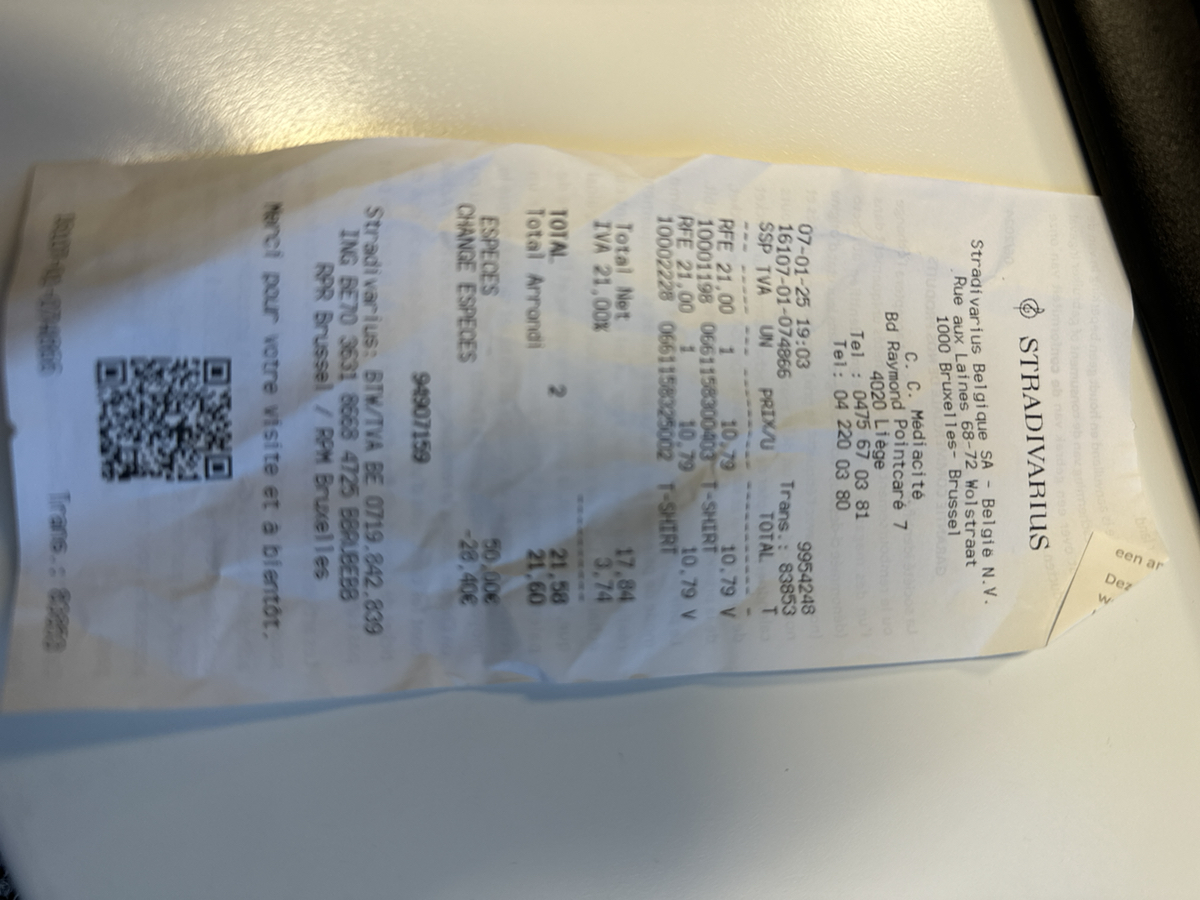 STRADIVARIUS
Stradivarius Belgique SA - België N.V.
Rue aux Laines 68-72 Wolstraat
1000 Bruxelles- Brussel
C. C. Médiacité
Bd Raymond Pointcaré 7
4020 Liège
Tel : 0475 67 03 81
Tel: 04 220 03 80
07-01-25 19:03 9954248
16107-01-074866 Trans.: 83853
SSP TVA UN PRIX/U TOTAL T
--- ----- --- ---------- ---------- -
RFE 21,00 1 10,79 10,79 V
10001198 06611583000403 T-SHIRT
RFE 21,00 1 10,79 10,79 V
10002228 0661158325002 T-SHIRT
Total Net 17,84
IVA 21,00% 3,74
----------
TOTAL 2 21,58
Total Arrondi 21,60
ESPECES 50,00€
CHANGE ESPECES -28,40€
94907159
Stradivarius: BTW/TVA BE 0719.842.839
ING BE70 3631 8668 4725 BBRUBEBB
RPR Brussel / RPM Bruxelles
Merci pour votre visite et à bientôt.
Trans.: 83853
een
Dez